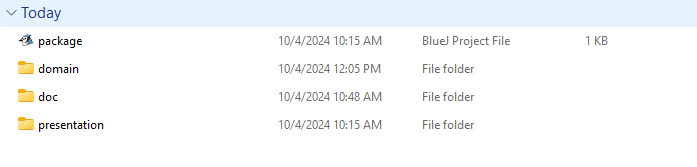 Today
package 10/4/2024 10:15 AM BlueJ Project File 1 KB
domain 10/4/2024 12:05 PM File folder
doc 10/4/2024 10:48 AM File folder
presentation 10/4/2024 10:15 AM File folder